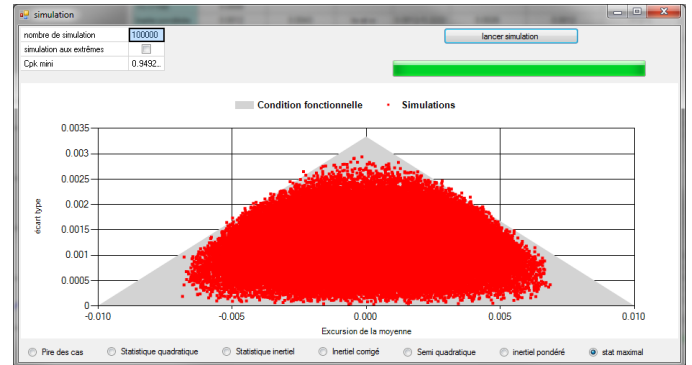 simulation
nombre de simulation 100000
lancer simulation
simulation aux extrêmes
Cpk mini 0.9492...
Condition fonctionnelle Simulations
0.0035
0.003
0.0025
0.002
0.0015
0.001
0.0005
0
écart type
-0.010 -0.005 0.000 0.005 0.010
Excursion de la moyenne
Pire des cas Statistique quadratique Statistique inertiel Inertiel corrigé Semi quadratique inertiel pondéré stat maximal